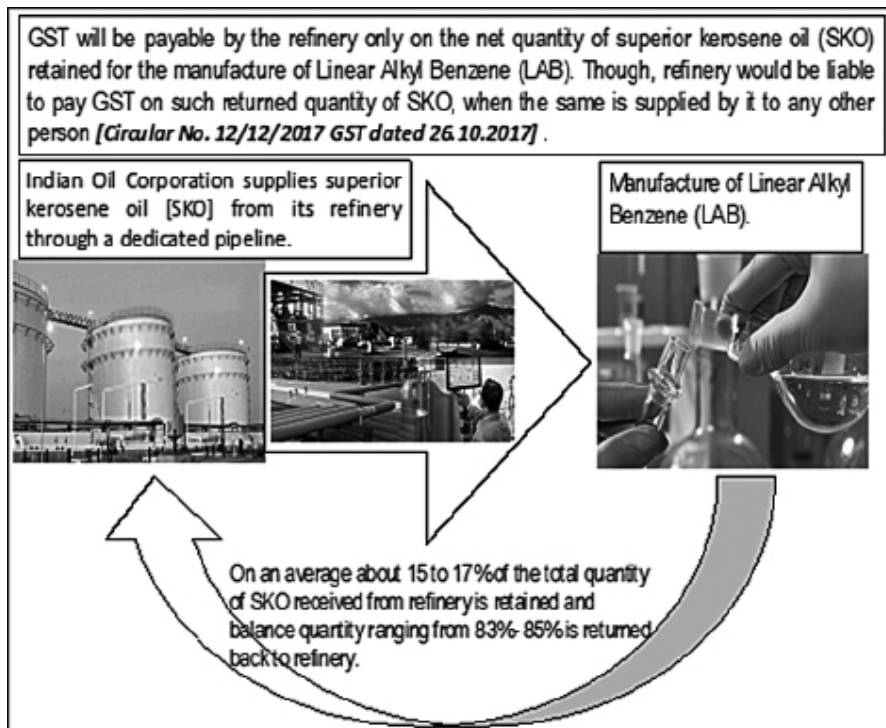 GST will be payable by the refinery only on the net quantity of superior kerosene oil (SKO)
retained for the manufacture of Linear Alkyl Benzene (LAB). Though, refinery would be liable
to pay GST on such returned quantity of SKO, when the same is supplied by it to any other
person [Circular No. 12/12/2017 GST dated 26.10.2017] .
Indian Oil Corporation supplies superior
kerosene oil [SKO] from its refinery
through a dedicated pipeline.
Manufacture of Linear Alkyl
Benzene (LAB).
On an average about 15 to 17% of the total quantity
of SKO received from refinery is retained and
balance quantity ranging from 83%- 85% is returned
back to refinery.